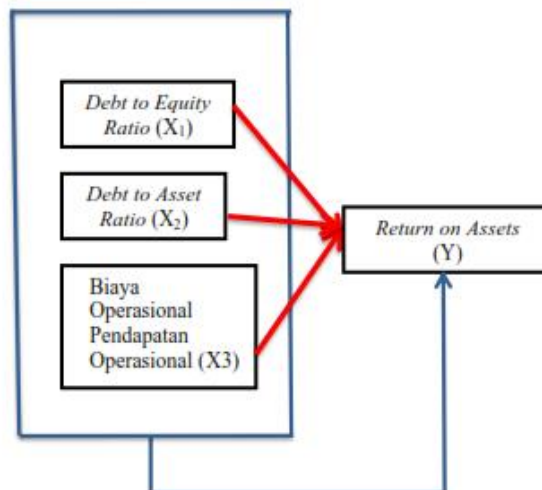 Debt to Equity
Ratio (X₁)
Debt to Asset
Ratio (X₂)
Biaya
Operasional
Pendapatan
Operasional (X3)
Return on Assets
(Y)